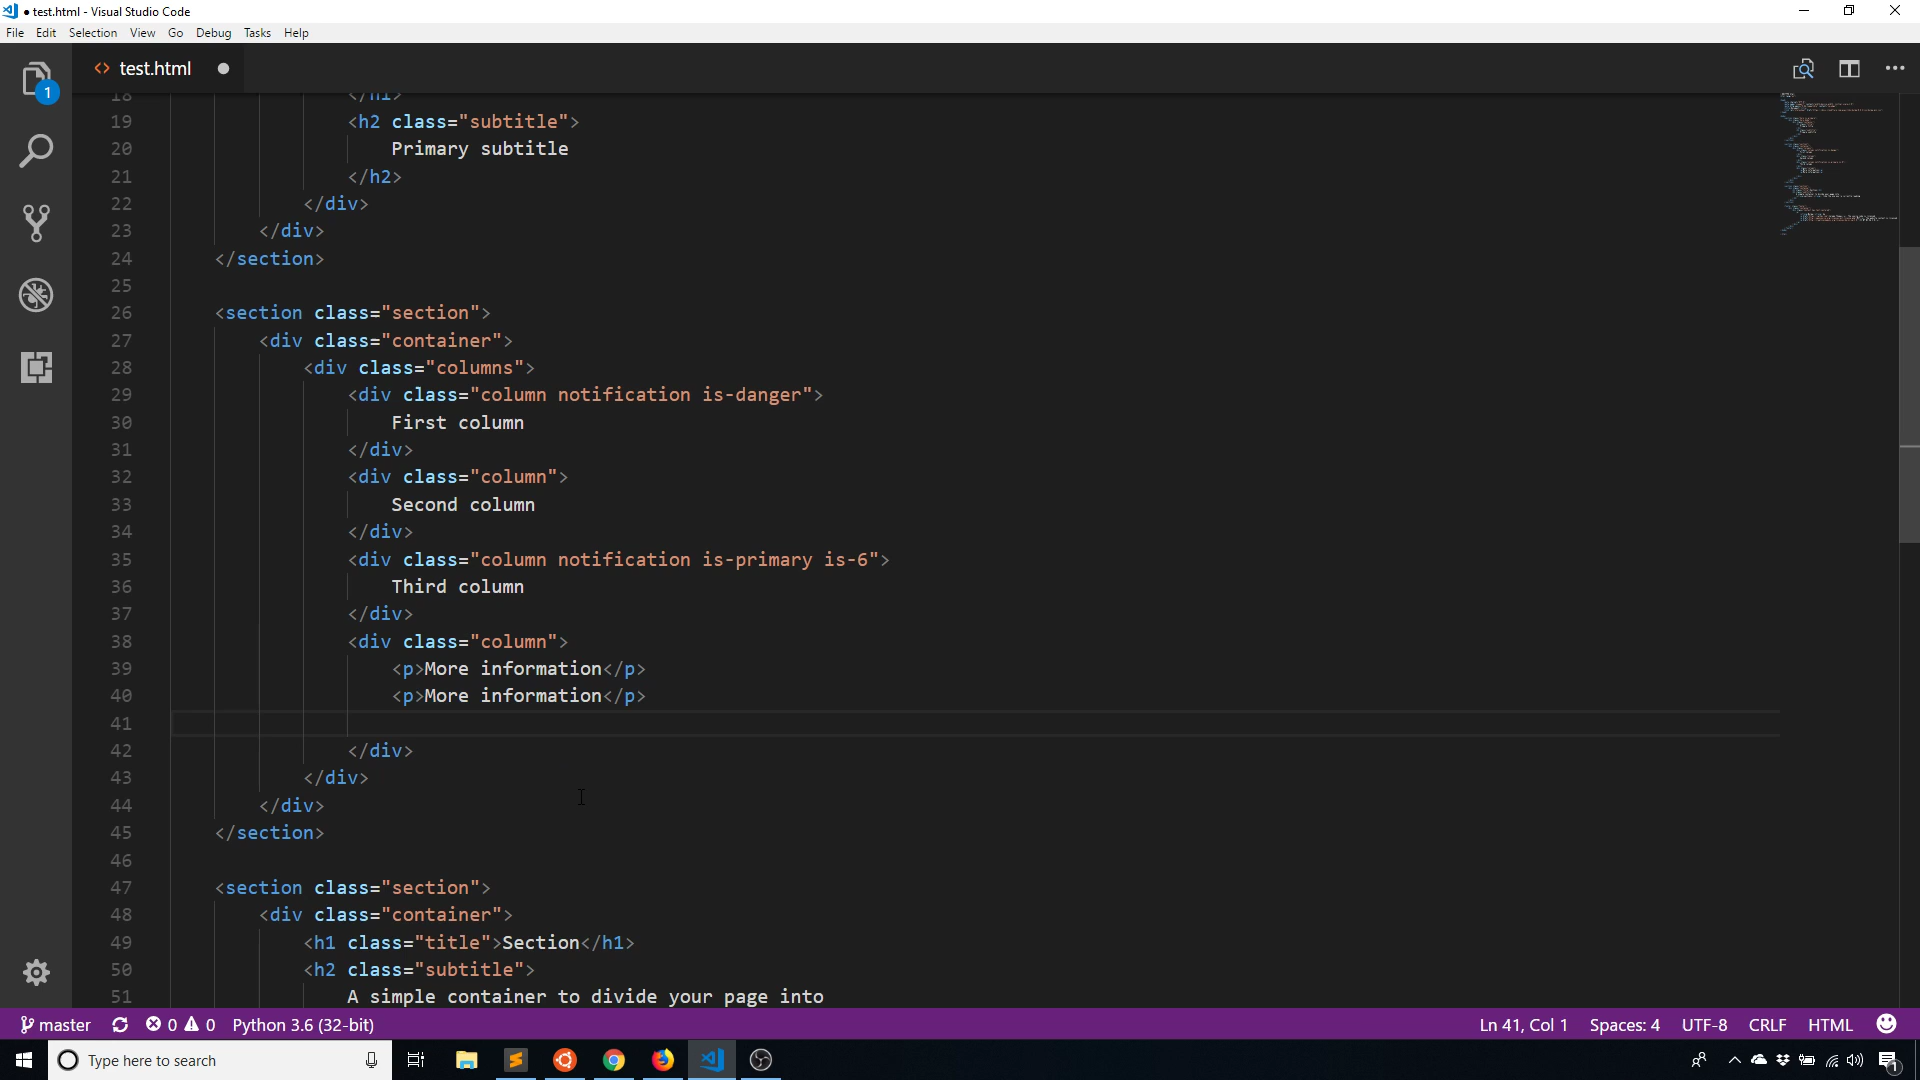 ● test.html - Visual Studio Code
File Edit Selection View Go Debug Tasks Help
1
<> test.html ●
18 </h1>
19 <h2 class="subtitle">
20 Primary subtitle
21 </h2>
22 </div>
23 </div>
24 </section>
25
26 <section class="section">
27 <div class="container">
28 <div class="columns">
29 <div class="column notification is-danger">
30 First column
31 </div>
32 <div class="column">
33 Second column
34 </div>
35 <div class="column notification is-primary is-6">
36 Third column
37 </div>
38 <div class="column">
39 <p>More information</p>
40 <p>More information</p>
41
42 </div>
43 </div>
44 </div>
45 </section>
46
47 <section class="section">
48 <div class="container">
49 <h1 class="title">Section</h1>
50 <h2 class="subtitle">
51 A simple container to divide your page into
master 0 0 Python 3.6 (32-bit) Ln 41, Col 1 Spaces: 4 UTF-8 CRLF HTML
Type here to search
1